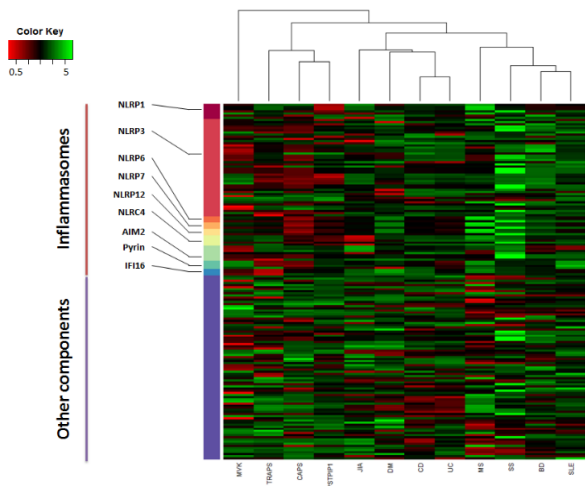 Color Key
0.5 5
NLRP1
NLRP3
NLRP6
NLRP7
NLRP12
NLRC4
AIM2
Pyrin
IFI16
Inflammasomes
Other components
MVK
TRAPS
CAPS
PSTPIP1
JIA
DM
CD
UC
MS
SS
BD
SLE